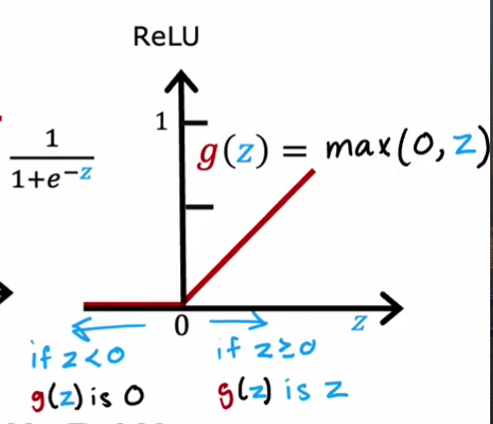 ReLU
1
g(z) = max(0, z)
1
1+e^{-z}
0
z
if z<0
g(z) is 0
if z≥0
g(z) is z